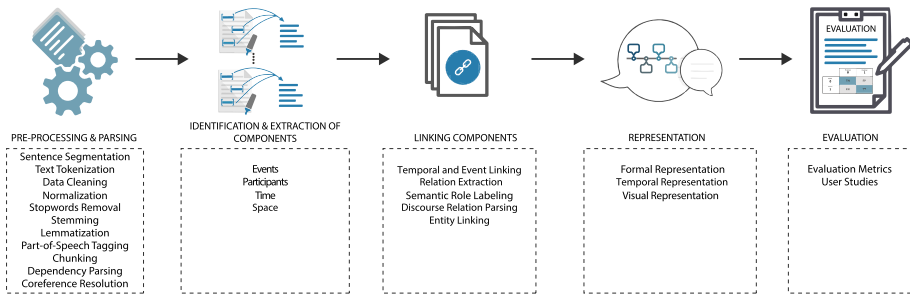 EVALUATION
PRE-PROCESSING & PARSING
Sentence Segmentation
Text Tokenization
Data Cleaning
Normalization
Stopwords Removal
Stemming
Lemmatization
Part-of-Speech Tagging
Chunking
Dependency Parsing
Coreference Resolution
IDENTIFICATION & EXTRACTION OF
COMPONENTS
Events
Participants
Time
Space
LINKING COMPONENTS
Temporal and Event Linking
Relation Extraction
Semantic Role Labeling
Discourse Relation Parsing
Entity Linking
REPRESENTATION
Formal Representation
Temporal Representation
Visual Representation
EVALUATION
Evaluation Metrics
User Studies